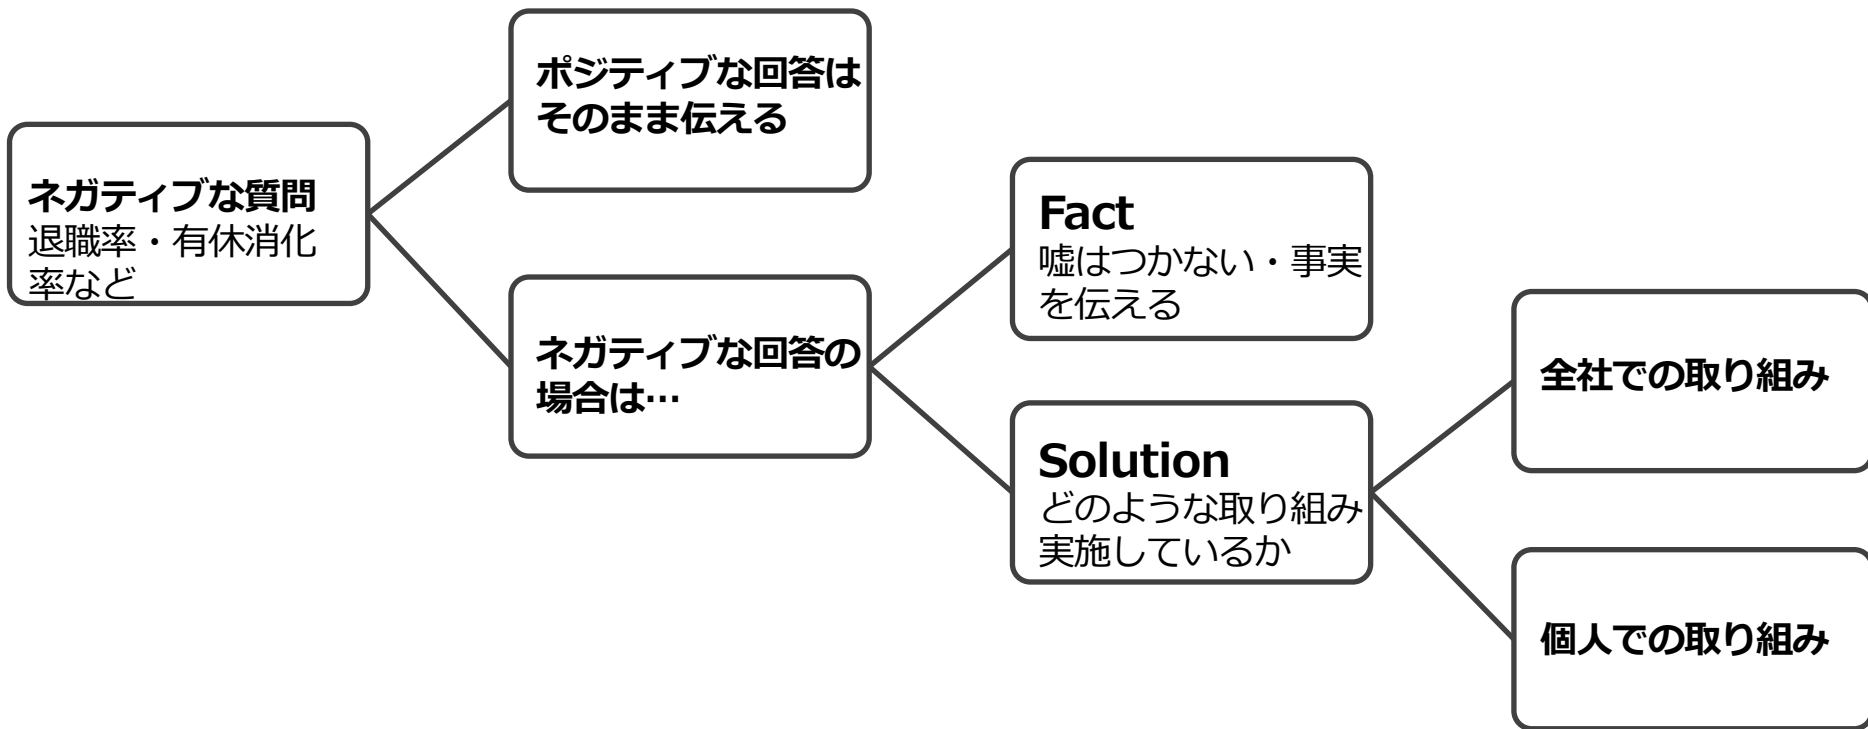 ポジティブな回答は
そのまま伝える
ネガティブな質問
退職率・有休消化
率など
ネガティブな回答の
場合は…
Fact
嘘はつかない・事実
を伝える
Solution
どのような取り組み
実施しているか
全社での取り組み
個人での取り組み